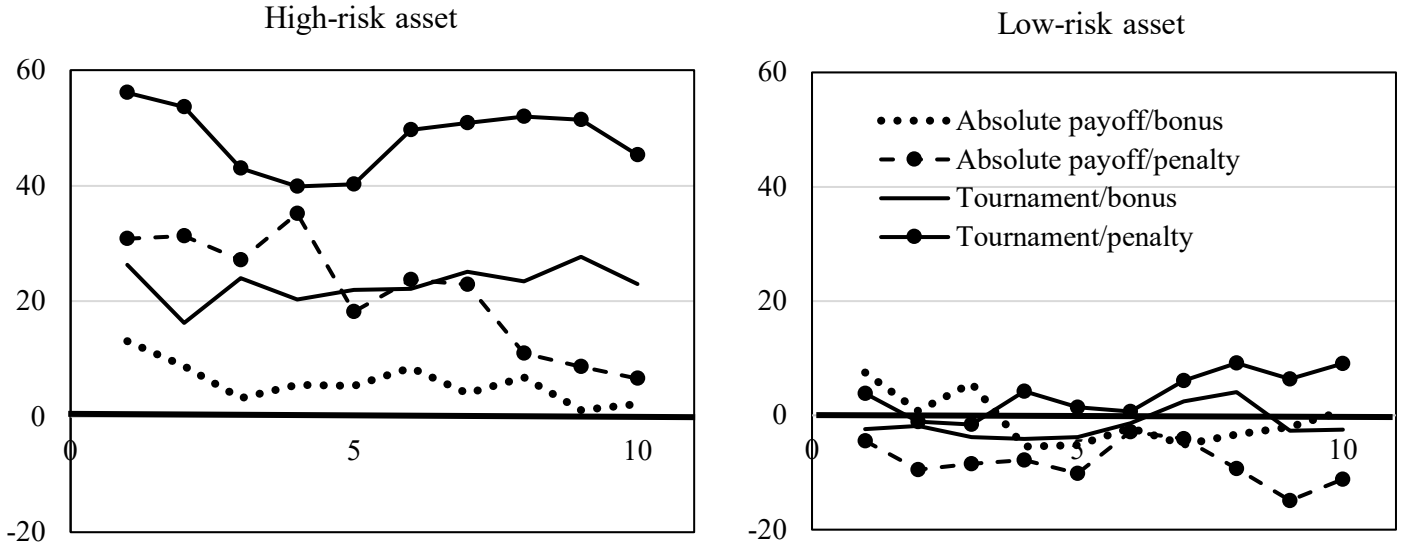 High-risk asset
60
40
20
0
-20
0 5 10
Low-risk asset
60
40
20
0
-20
0 5 10
Absolute payoff/bonus
Absolute payoff/penalty
Tournament/bonus
Tournament/penalty